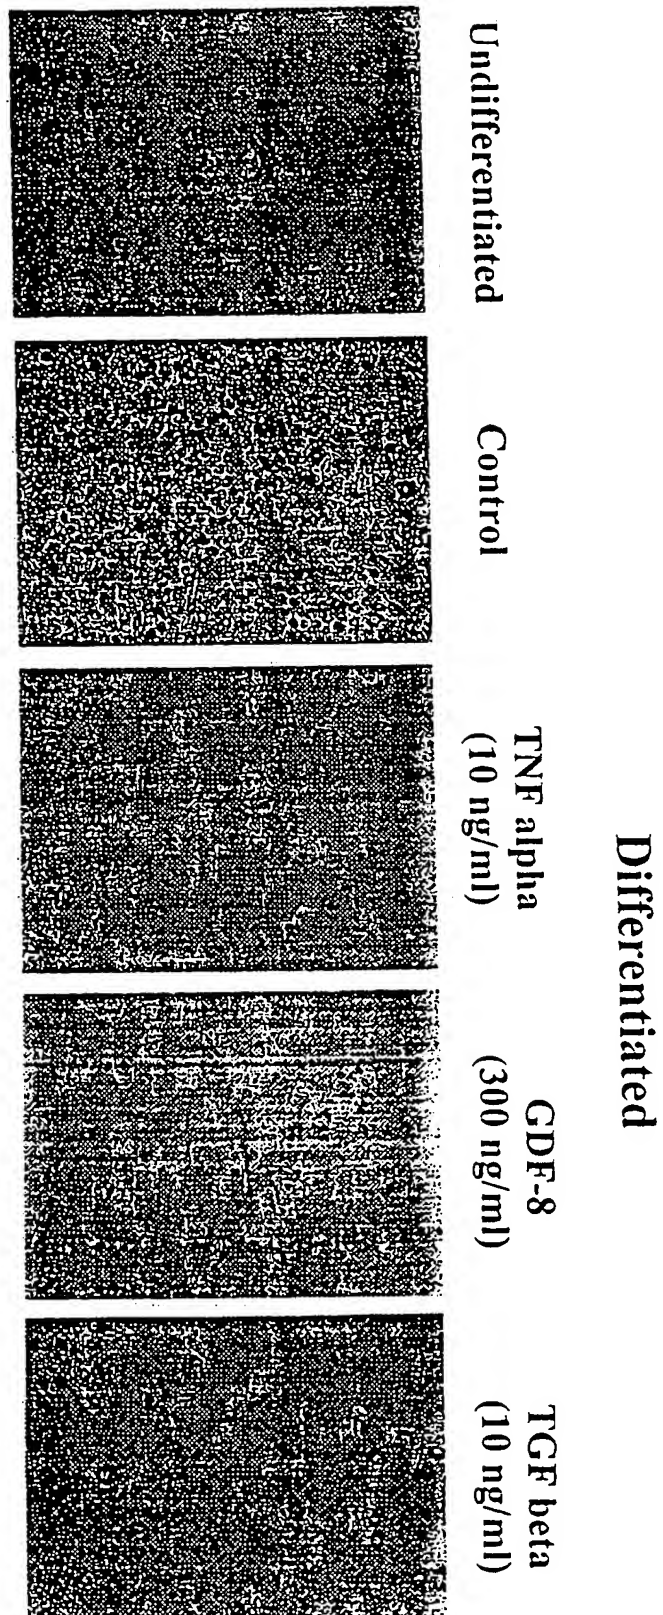 Differentiated
Undifferentiated
Control
TNF alpha
(10 ng/ml)
GDF-8
(300 ng/ml)
TGF beta
(10 ng/ml)